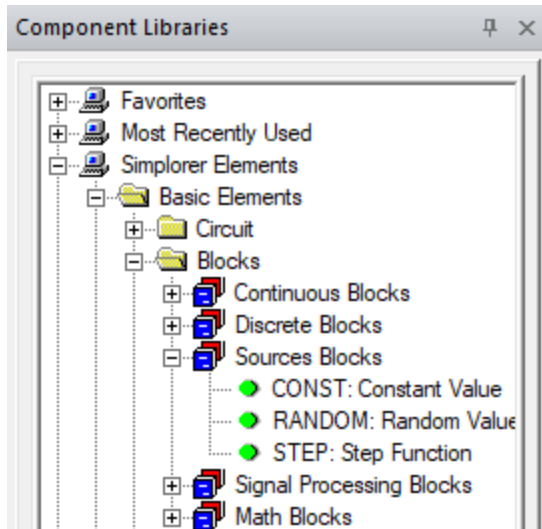 Component Libraries
Favorites
Most Recently Used
Simplorer Elements
Basic Elements
Circuit
Blocks
Continuous Blocks
Discrete Blocks
Sources Blocks
CONST: Constant Value
RANDOM: Random Value
STEP: Step Function
Signal Processing Blocks
Math Blocks